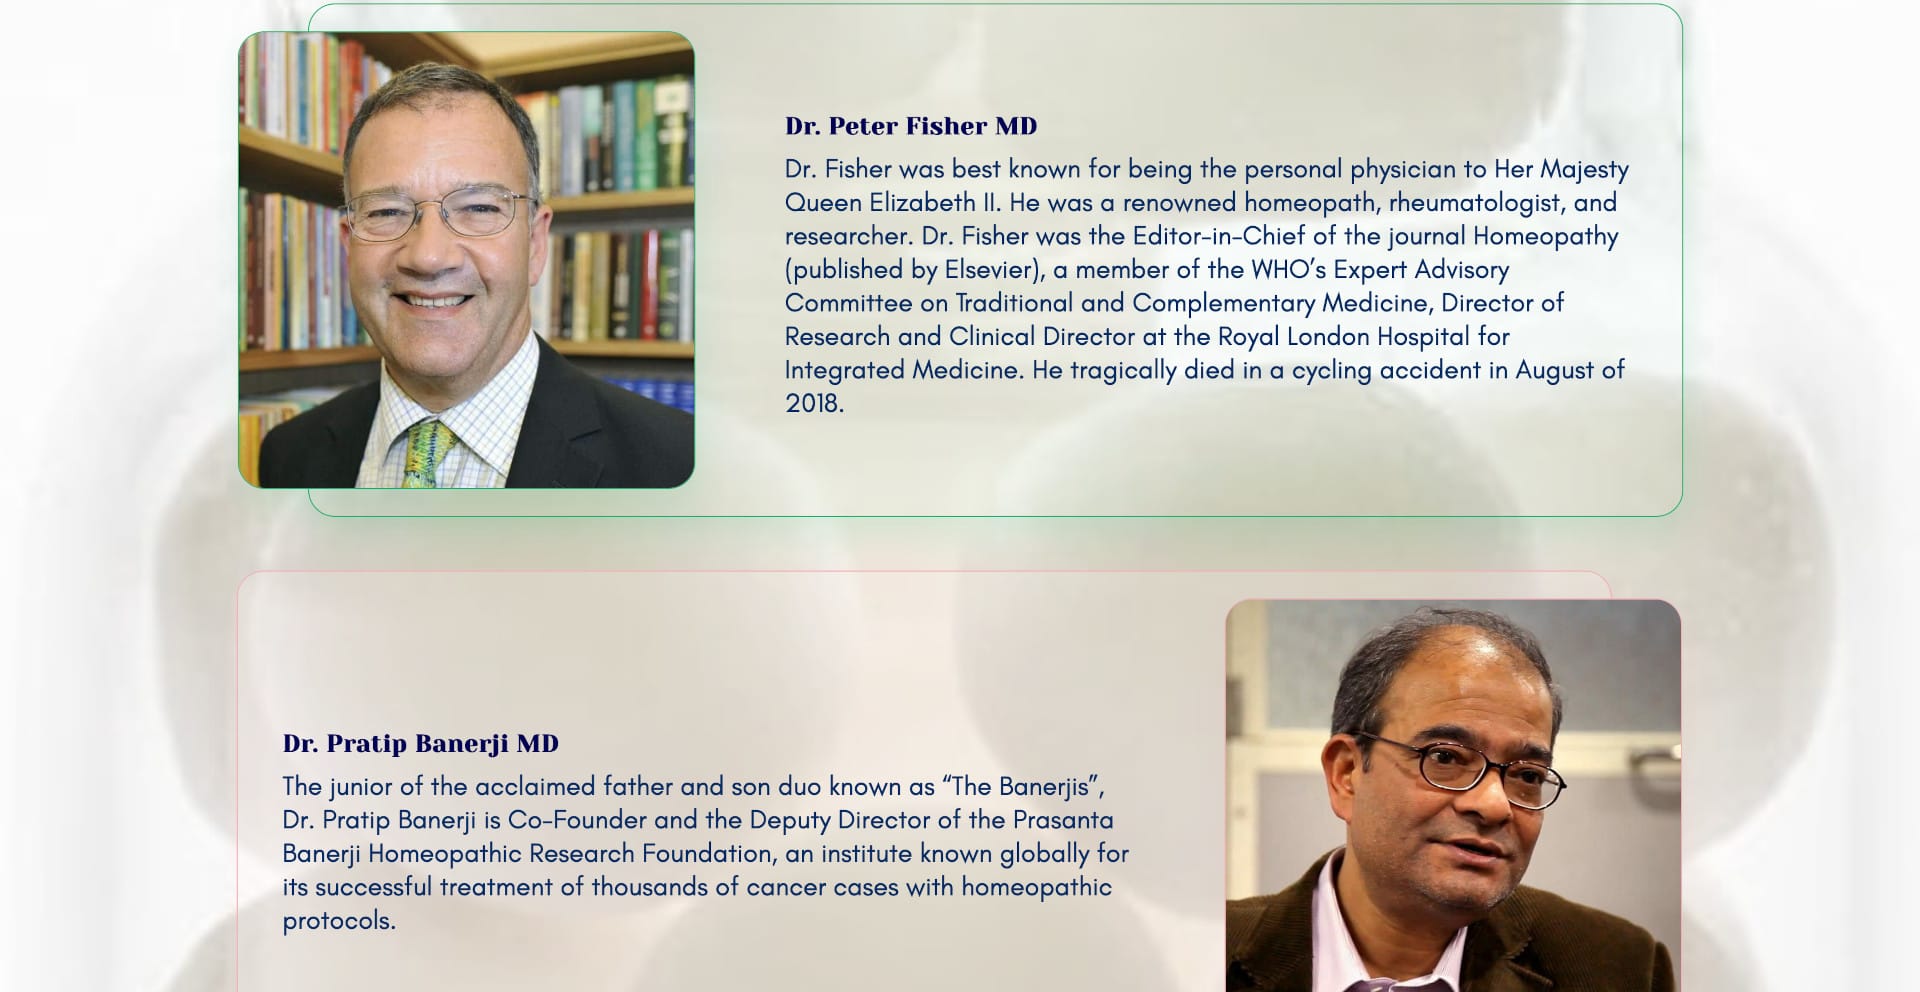 Dr. Peter Fisher MD
Dr. Fisher was best known for being the personal physician to Her Majesty
Queen Elizabeth II. He was a renowned homeopath, rheumatologist, and
researcher. Dr. Fisher was the Editor-in-Chief of the journal Homeopathy
(published by Elsevier), a member of the WHO’s Expert Advisory
Committee on Traditional and Complementary Medicine, Director of
Research and Clinical Director at the Royal London Hospital for
Integrated Medicine. He tragically died in a cycling accident in August of
2018.
Dr. Pratip Banerji MD
The junior of the acclaimed father and son duo known as “The Banerjis”,
Dr. Pratip Banerji is Co-Founder and the Deputy Director of the Prasanta
Banerji Homeopathic Research Foundation, an institute known globally for
its successful treatment of thousands of cancer cases with homeopathic
protocols.